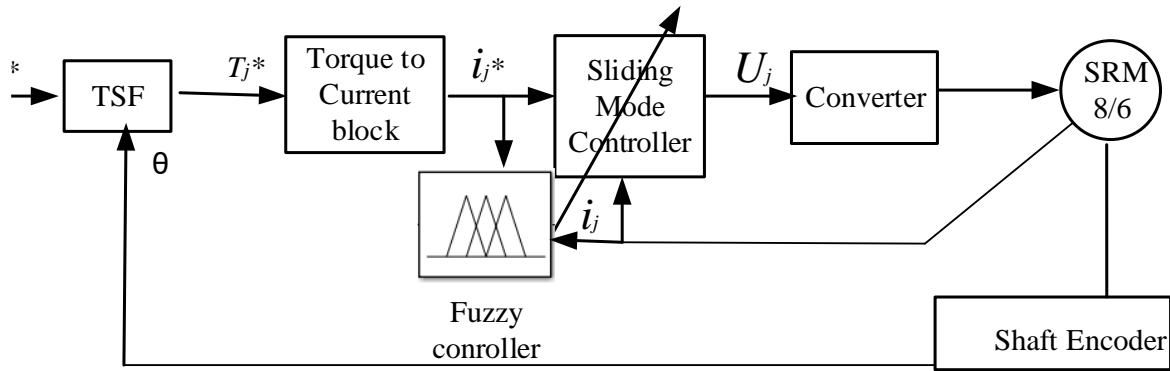 *
TSF
Tj*
Torque to
Current
block
ij*
Sliding
Mode
Controller
Uj
Converter
SRM
8/6
θ
ij
Fuzzy
conroller
Shaft Encoder